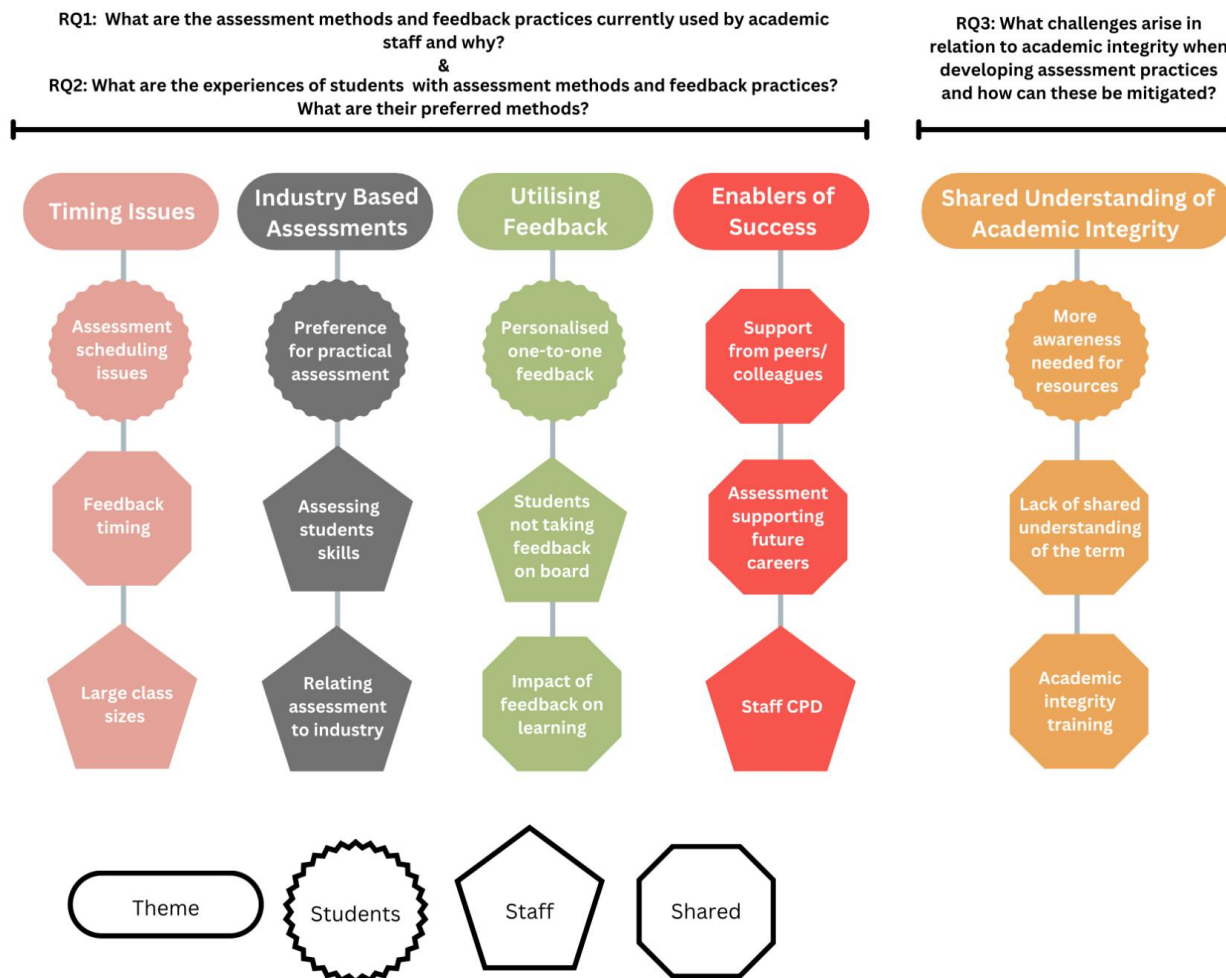 RQ1: What are the assessment methods and feedback practices currently used by academic
staff and why?
&
RQ2: What are the experiences of students with assessment methods and feedback practices?
What are their preferred methods?
RQ3: What challenges arise in
relation to academic integrity when
developing assessment practices
and how can these be mitigated?
Timing Issues
Assessment
scheduling
issues
Feedback
timing
Large class
sizes
Industry Based
Assessments
Preference
for practical
assessment
Assessing
students
skills
Relating
assessment
to industry
Utilising
Feedback
Personalised
one-to-one
feedback
Students
not taking
feedback
on board
Impact of
feedback on
learning
Enablers of
Success
Support
from peers/
colleagues
Assessment
supporting
future
careers
Staff CPD
Shared Understanding of
Academic Integrity
More
awareness
needed for
resources
Lack of shared
understanding
of the term
Academic
integrity
training
Theme
Students
Staff
Shared